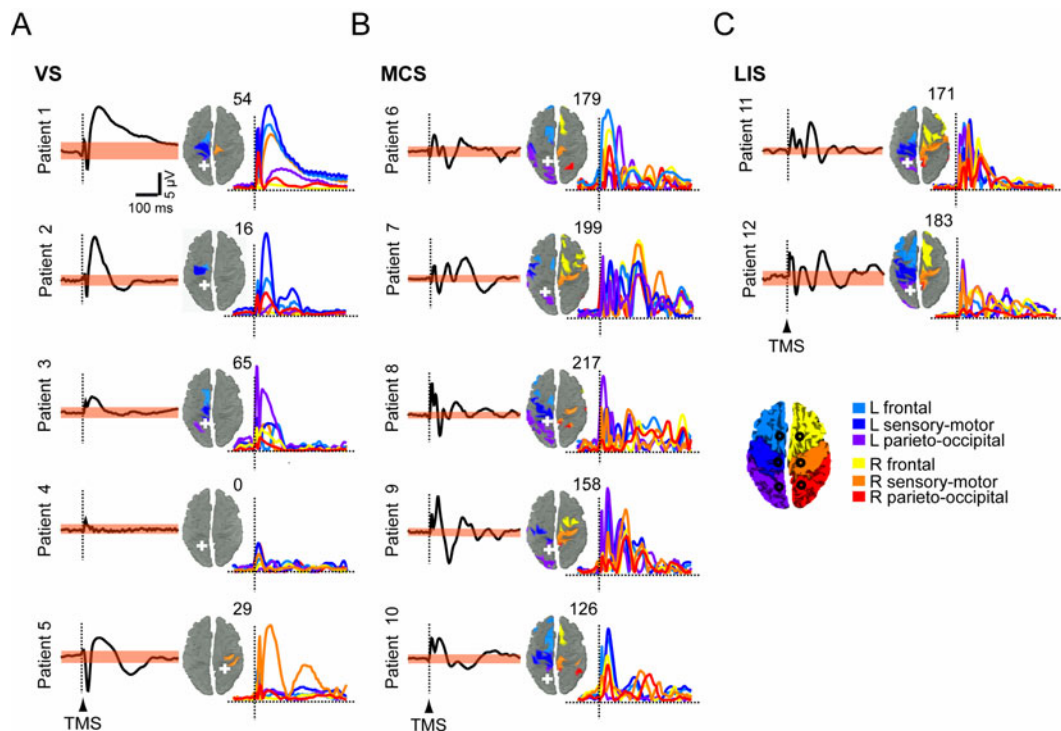 A
B
C
VS
MCS
LIS
Patient 1
54
5 µV
100 ms
Patient 2
16
Patient 3
65
Patient 4
0
Patient 5
29
TMS
Patient 6
179
Patient 7
199
Patient 8
217
Patient 9
158
Patient 10
126
TMS
Patient 11
171
Patient 12
183
TMS
L frontal
L sensory-motor
L parieto-occipital
R frontal
R sensory-motor
R parieto-occipital